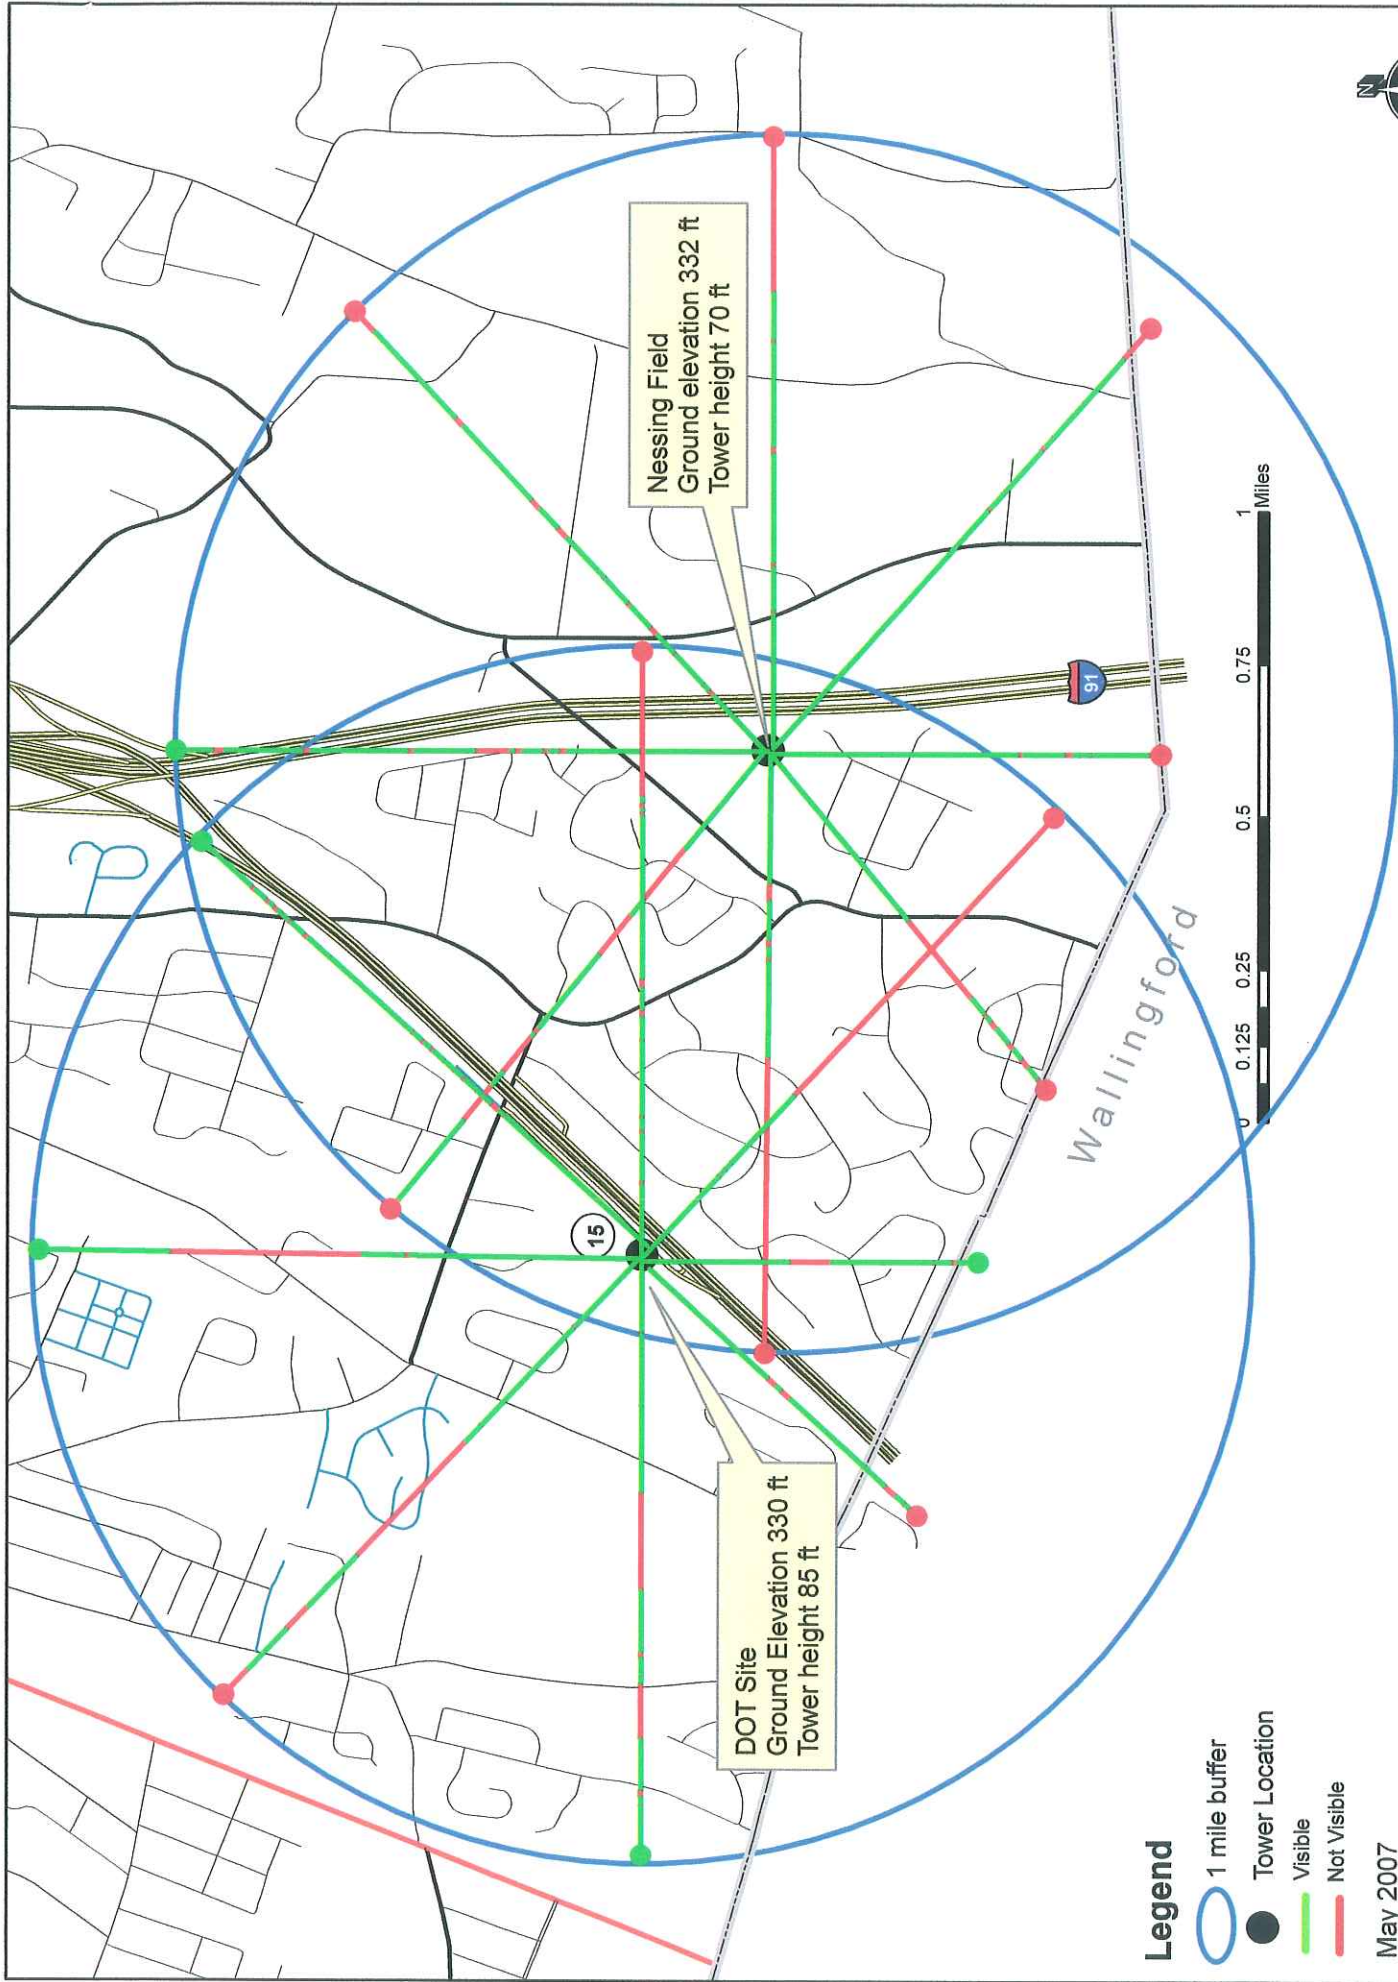 Nessing Field
Ground elevation 332 ft
Tower height 70 ft
DOT Site
Ground Elevation 330 ft
Tower height 85 ft
15
91
N
Wallingford
0 0.125 0.25 0.5 0.75 1
Miles
Legend
1 mile buffer
Tower Location
Visible
Not Visible
May 2007